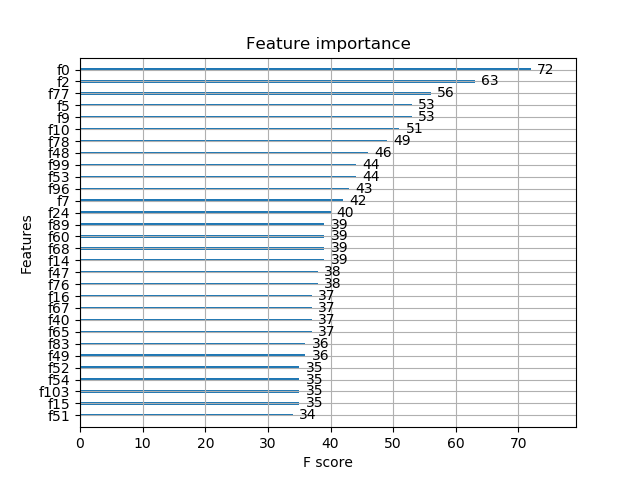 Feature importance
f0 72
f2 63
f77 56
f5 53
f9 53
f10 51
f78 49
f48 46
f99 44
f53 44
f96 43
f7 42
f24 40
f89 39
f60 39
f68 39
f14 39
f47 38
f76 38
f16 37
f67 37
f40 37
f65 37
f83 36
f49 36
f52 35
f54 35
f103 35
f15 35
f51 34
Features
0 10 20 30 40 50 60 70
F score